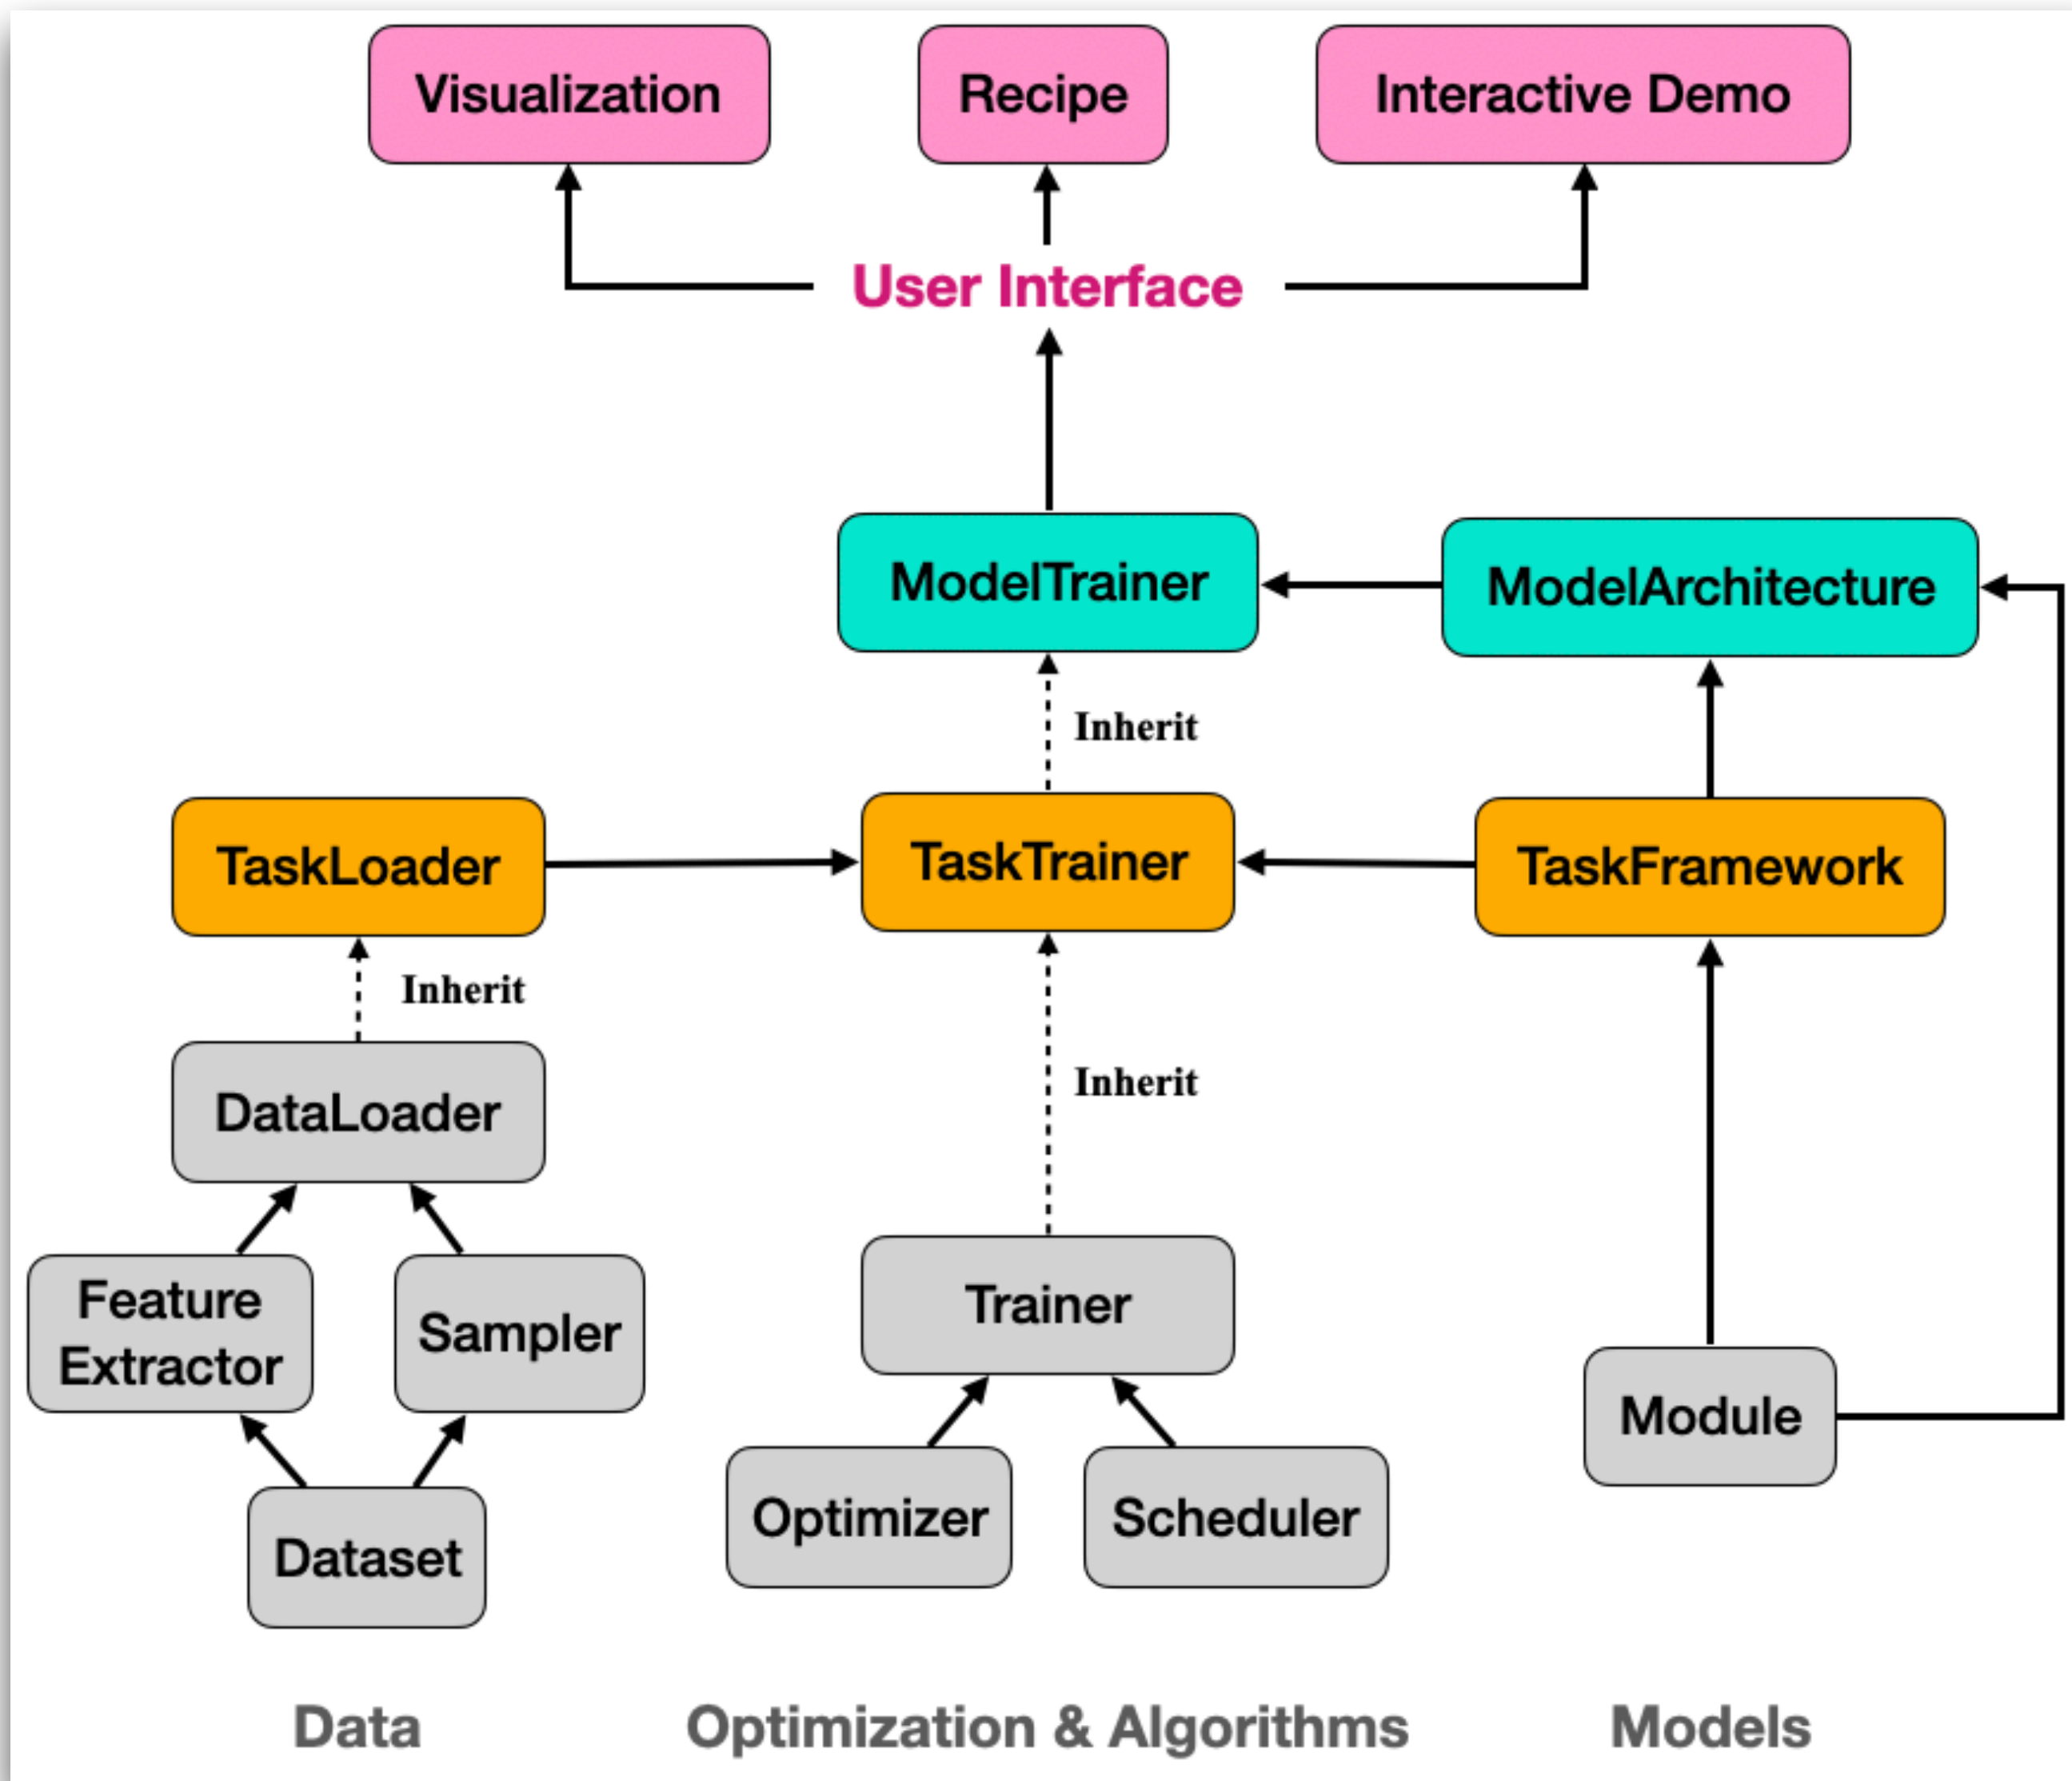 Visualization
Recipe
Interactive Demo
User Interface
ModelTrainer
ModelArchitecture
Inherit
TaskLoader
TaskTrainer
TaskFramework
Inherit
Inherit
DataLoader
Feature
Extractor
Sampler
Trainer
Module
Optimizer
Scheduler
Dataset
Data
Optimization & Algorithms
Models